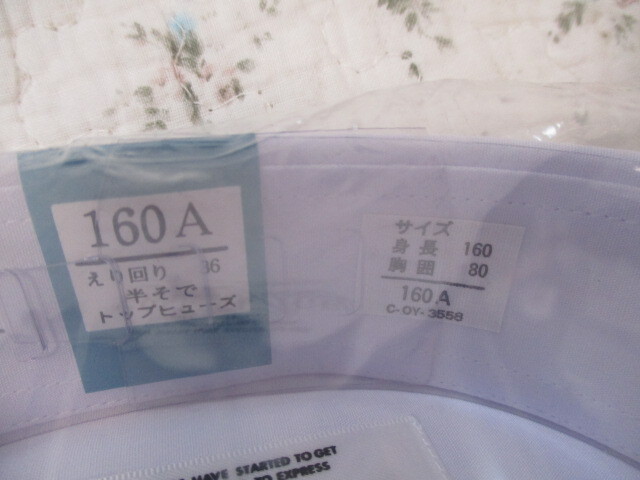 160A
えり回り 36
半そで
トップヒューズ
サイズ
身長 160
胸囲 80
160A
C-OY-3558
HAVE STARTED TO GET
TO EXPRESS